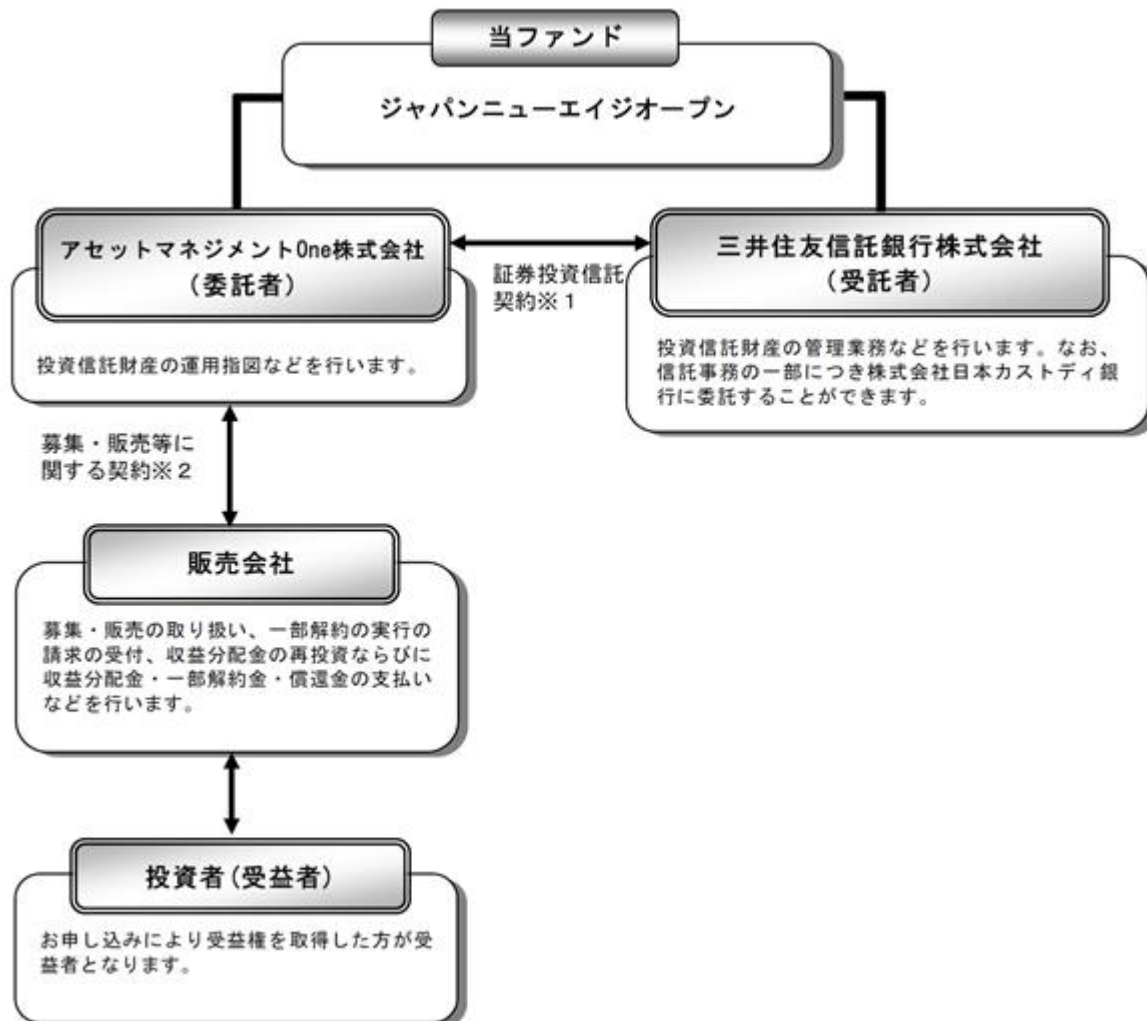 当ファンド
ジャパンニューエイジオープン
アセットマネジメントOne株式会社
(委託者)
投資信託財産の運用指図などを行います。
証券投資信託
契約※1
三井住友信託銀行株式会社
(受託者)
投資信託財産の管理業務などを行います。なお、
信託事務の一部につき株式会社日本カストディ銀
行に委託することができます。
募集・販売等に
関する契約※2
販売会社
募集・販売の取り扱い、一部解約の実行の
請求の受付、収益分配金の再投資ならびに
収益分配金・一部解約金・償還金の支払い
などを行います。
投資者(受益者)
お申し込みにより受益権を取得した方が受
益者となります。